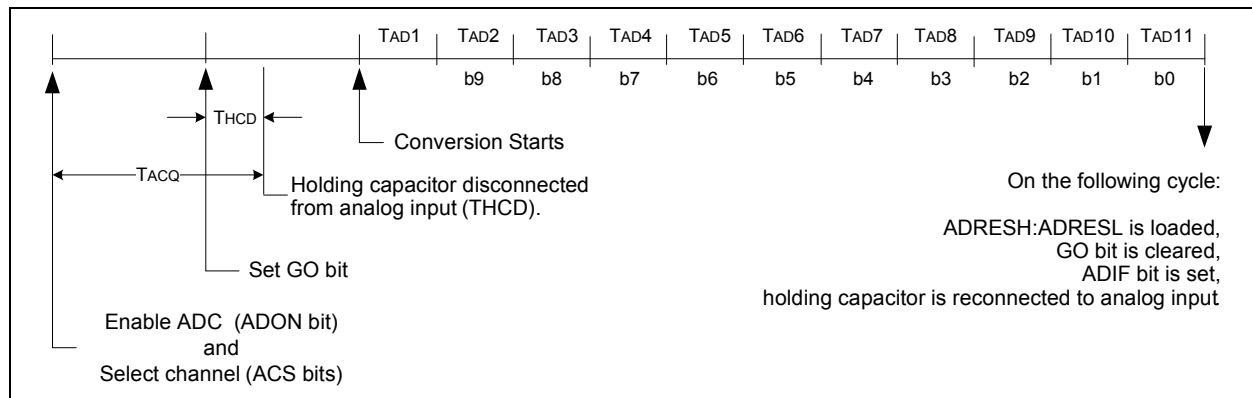 TAD1 TAD2 TAD3 TAD4 TAD5 TAD6 TAD7 TAD8 TAD9 TAD10 TAD11
b9 b8 b7 b6 b5 b4 b3 b2 b1 b0
THCD
Conversion Starts
TACQ
Holding capacitor disconnected
from analog input (THCD).
Set GO bit
Enable ADC (ADON bit)
and
Select channel (ACS bits)
On the following cycle:
ADRESH:ADRESL is loaded,
GO bit is cleared,
ADIF bit is set,
holding capacitor is reconnected to analog input